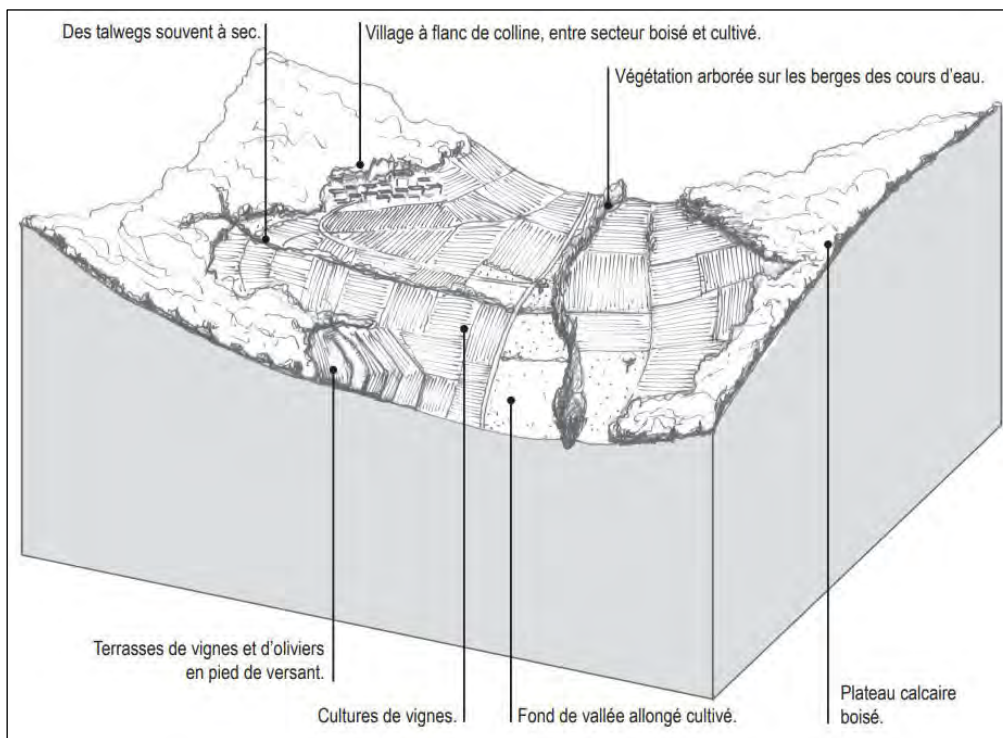 Des talwegs souvent à sec.
Village à flanc de colline, entre secteur boisé et cultivé.
Végétation arborée sur les berges des cours d'eau.
Terrasses de vignes et d'oliviers
en pied de versant.
Cultures de vignes.
Fond de vallée allongé cultivé.
Plateau calcaire
boisé.